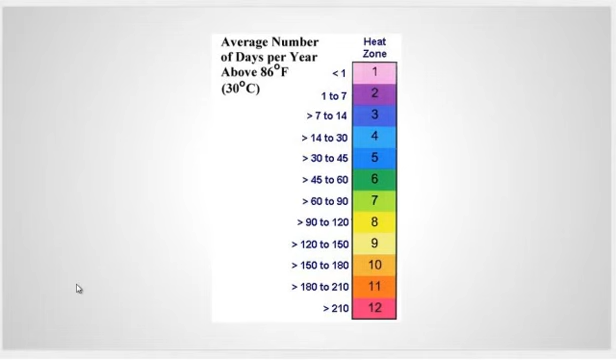 Average Number
of Days per Year
Above 86°F
(30°C)
Heat
Zone
< 1 1
1 to 7 2
> 7 to 14 3
> 14 to 30 4
> 30 to 45 5
> 45 to 60 6
> 60 to 90 7
> 90 to 120 8
> 120 to 150 9
> 150 to 180 10
> 180 to 210 11
> 210 12